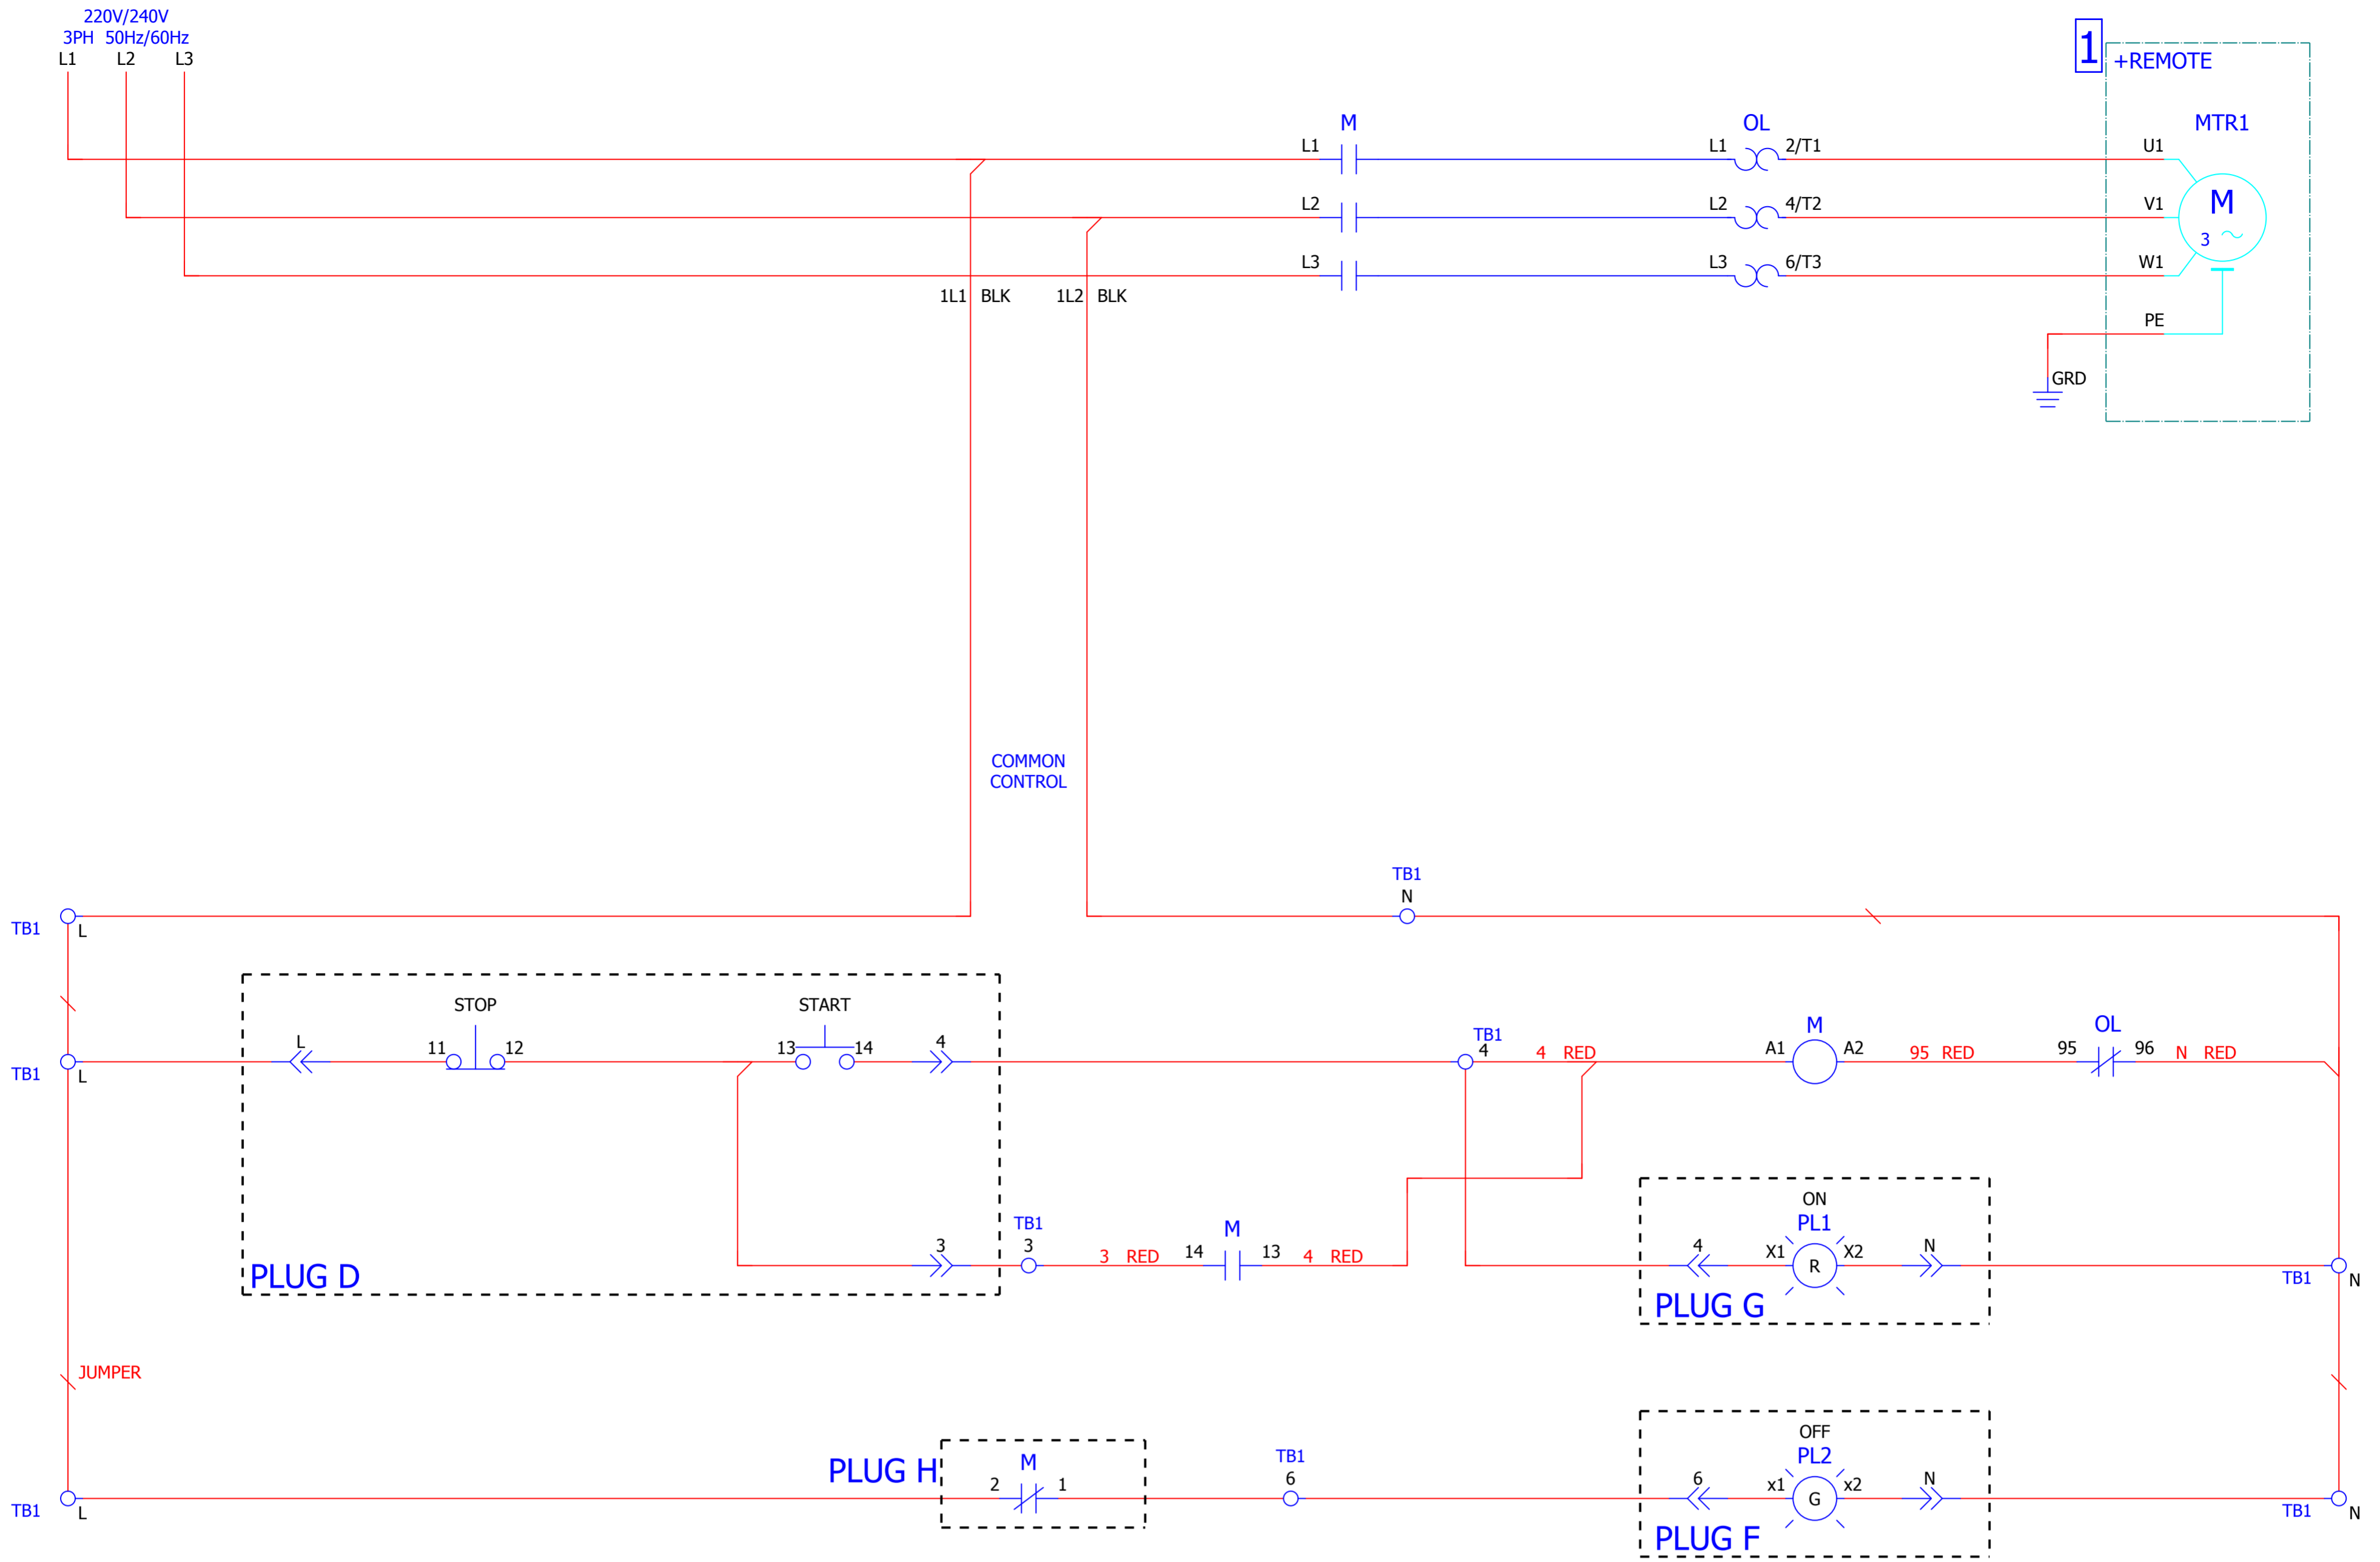 220V/240V
3PH 50Hz/60Hz
L1 L2 L3
1
+REMOTE
M OL MTR1
L1 L1 2/T1 U1
L2 L2 4/T2 V1
M
3
L3 L3 6/T3 W1
1L1 BLK 1L2 BLK
PE
GRD
COMMON
CONTROL
TB1
N
TB1 L
STOP START
L 11 12 13 14 4
TB1
4
4 RED
M
A1 A2
95 RED
OL
95 96
N RED
TB1 L
ON
PL1
TB1
3
3
3 RED
M
14 13
4 RED
4 X1 R X2 N
TB1 N
PLUG D
PLUG G
JUMPER
OFF
PL2
PLUG H
M
2 1
TB1
6
6 x1 G x2 N
TB1 L
TB1 N
PLUG F